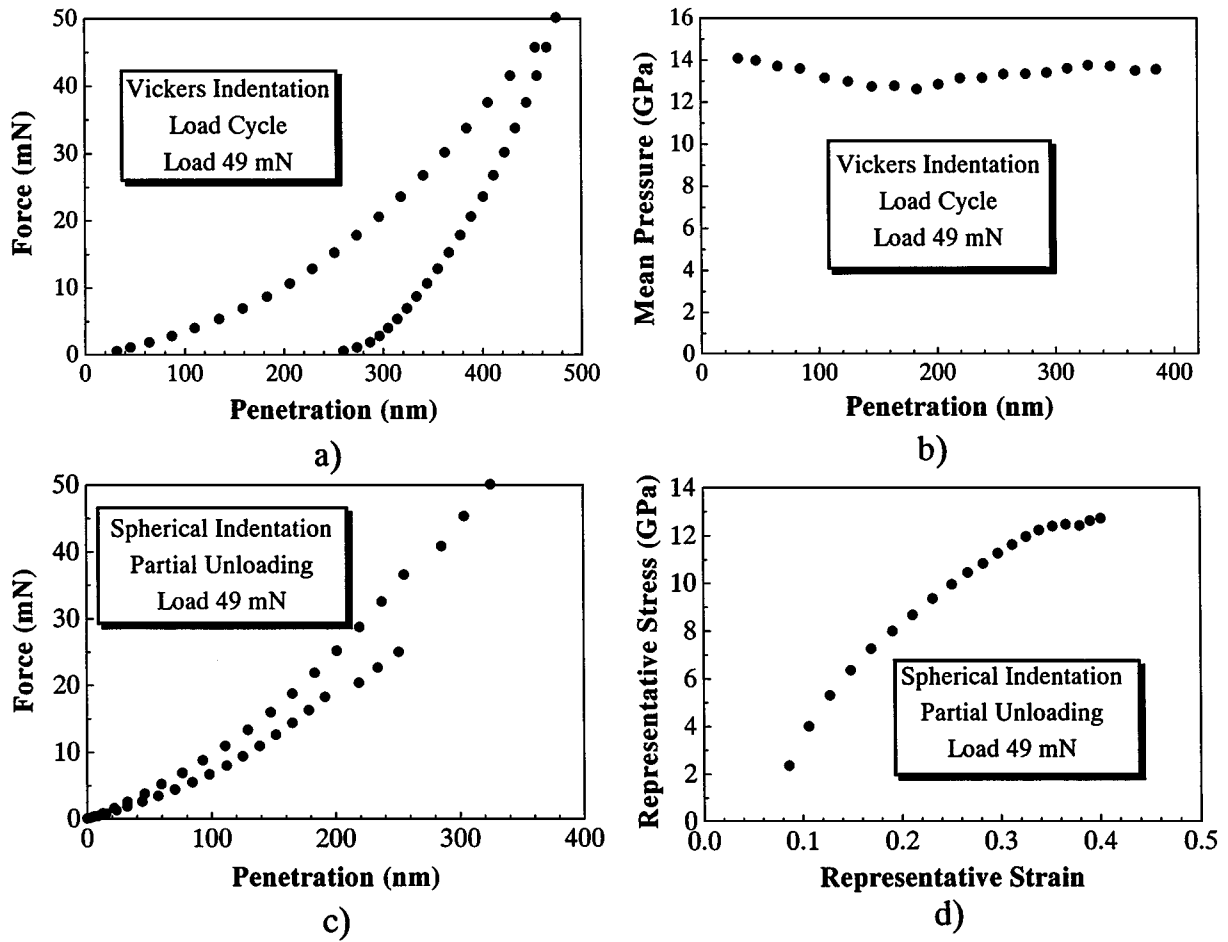 50
40
30
20
10
0
Force (mN)
Vickers Indentation
Load Cycle
Load 49 mN
0 100 200 300 400 500
Penetration (nm)
a)
16
14
12
10
8
6
4
2
0
Mean Pressure (GPa)
Vickers Indentation
Load Cycle
Load 49 mN
0 100 200 300 400
Penetration (nm)
b)
50
40
30
20
10
0
Force (mN)
Spherical Indentation
Partial Unloading
Load 49 mN
0 100 200 300 400
Penetration (nm)
c)
14
12
10
8
6
4
2
0
Representative Stress (GPa)
Spherical Indentation
Partial Unloading
Load 49 mN
0.0 0.1 0.2 0.3 0.4 0.5
Representative Strain
d)